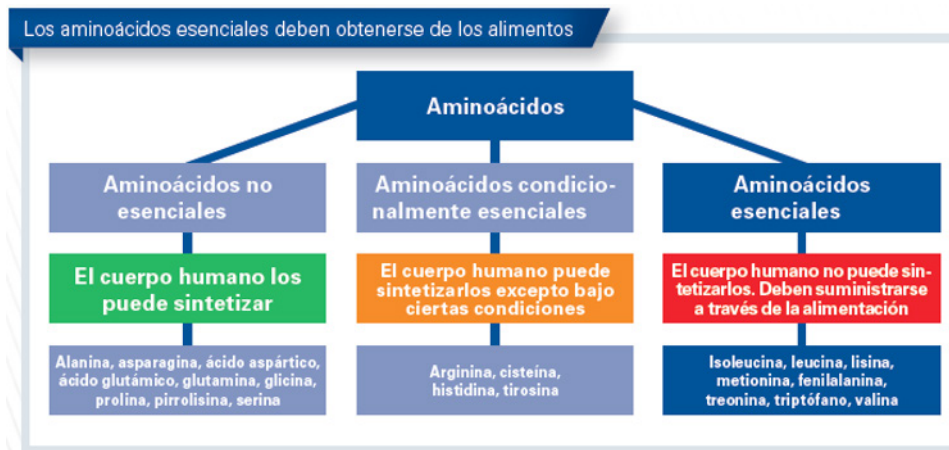 Los aminoácidos esenciales deben obtenerse de los alimentos
Aminoácidos
Aminoácidos no
esenciales
Aminoácidos condicio-
nalmente esenciales
Aminoácidos
esenciales
El cuerpo humano los
puede sintetizar
El cuerpo humano puede
sintetizarlos excepto bajo
ciertas condiciones
El cuerpo humano no puede sin-
tetizarlos. Deben suministrarse
a través de la alimentación
Alanina, asparagina, ácido aspártico,
ácido glutámico, glutamina, glicina,
prolina, pirrolisina, serina
Arginina, cisteína,
histidina, tirosina
Isoleucina, leucina, lisina,
metionina, fenilalanina,
treonina, triptófano, valina